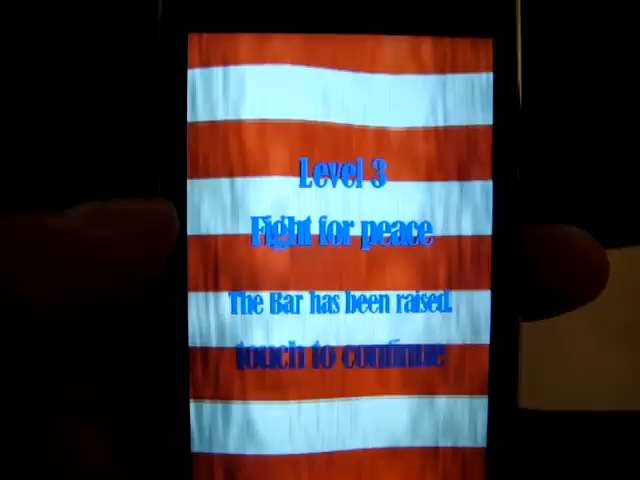 Level 3
Fight for peace
The Bar has been raised.
touch to continue